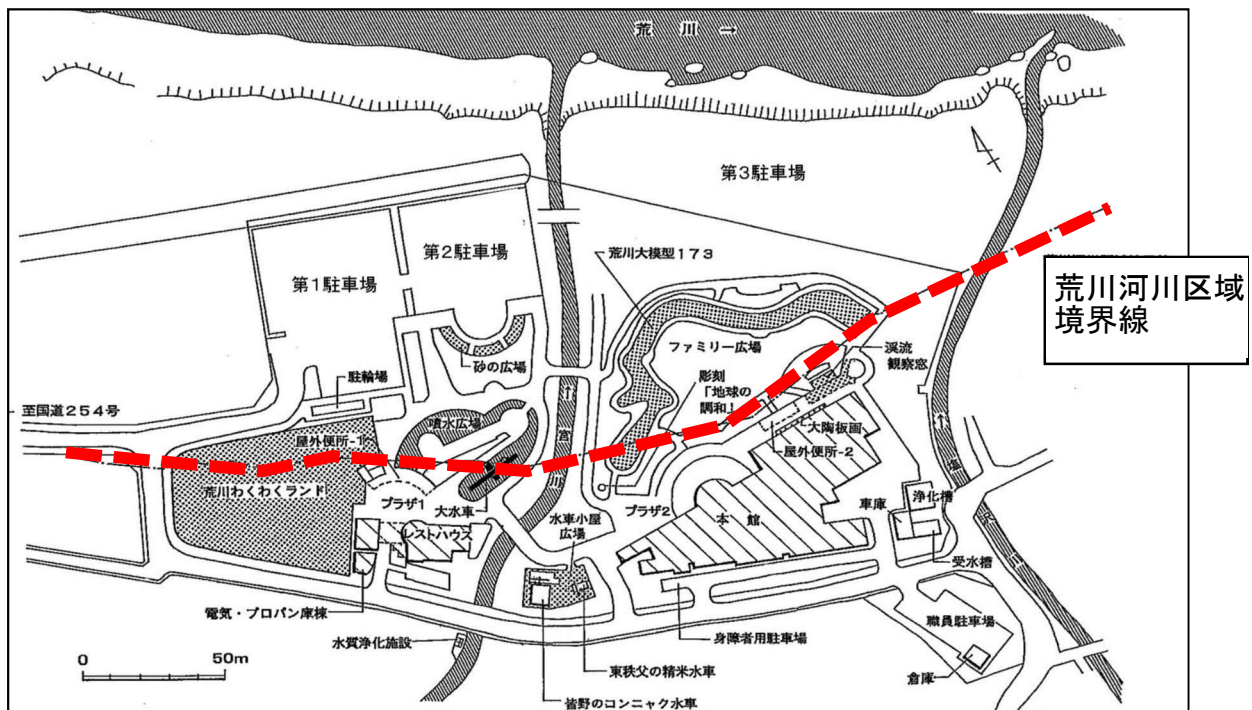 荒川→
第3駐車場
第2駐車場
第1駐車場
荒川大模型173
荒川河川区域
境界線
ファミリー広場
渓流
観察窓
砂の広場
彫刻
「地球の
調和」
駐輪場
至国道254号
噴水広場
宮
川
大陶板画
屋外便所-1
屋外便所-2
荒川わくわくランド
プラザ1
大水車
水車小屋
広場
プラザ2
本館
車庫
浄化槽
レストハウス
受水槽
電気・プロパン庫棟
水質浄化施設
身障者用駐車場
職員駐車場
0 50m
東秩父の精米水車
倉庫
皆野のコンニャク水車